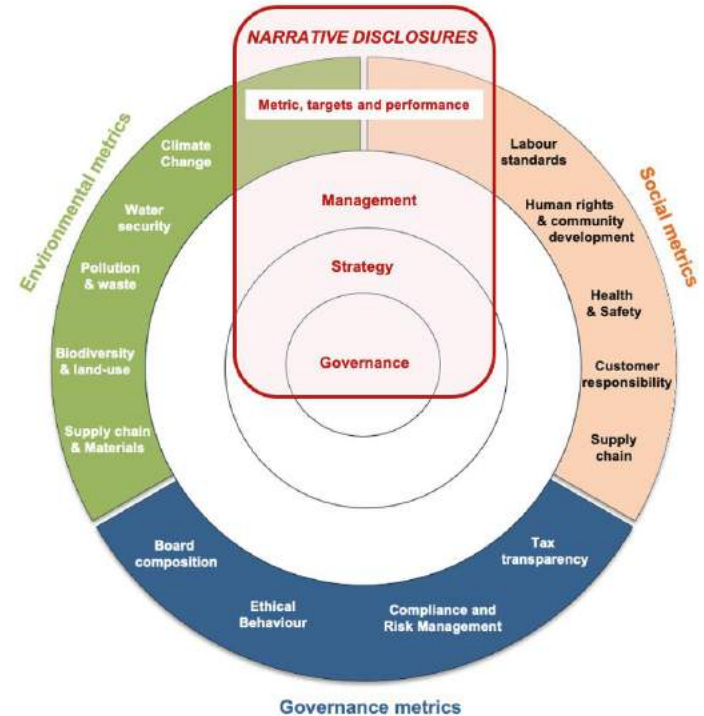 NARRATIVE DISCLOSURES
Metric, targets and performance
Management
Strategy
Governance
Environmental metrics
Climate
Change
Water
security
Pollution
& waste
Biodiversity
& land-use
Supply chain
& Materials
Social metrics
Labour
standards
Human rights
& community
development
Health
& Safety
Customer
responsibility
Supply
chain
Board
composition
Ethical
Behaviour
Compliance and
Risk Management
Tax
transparency
Governance metrics